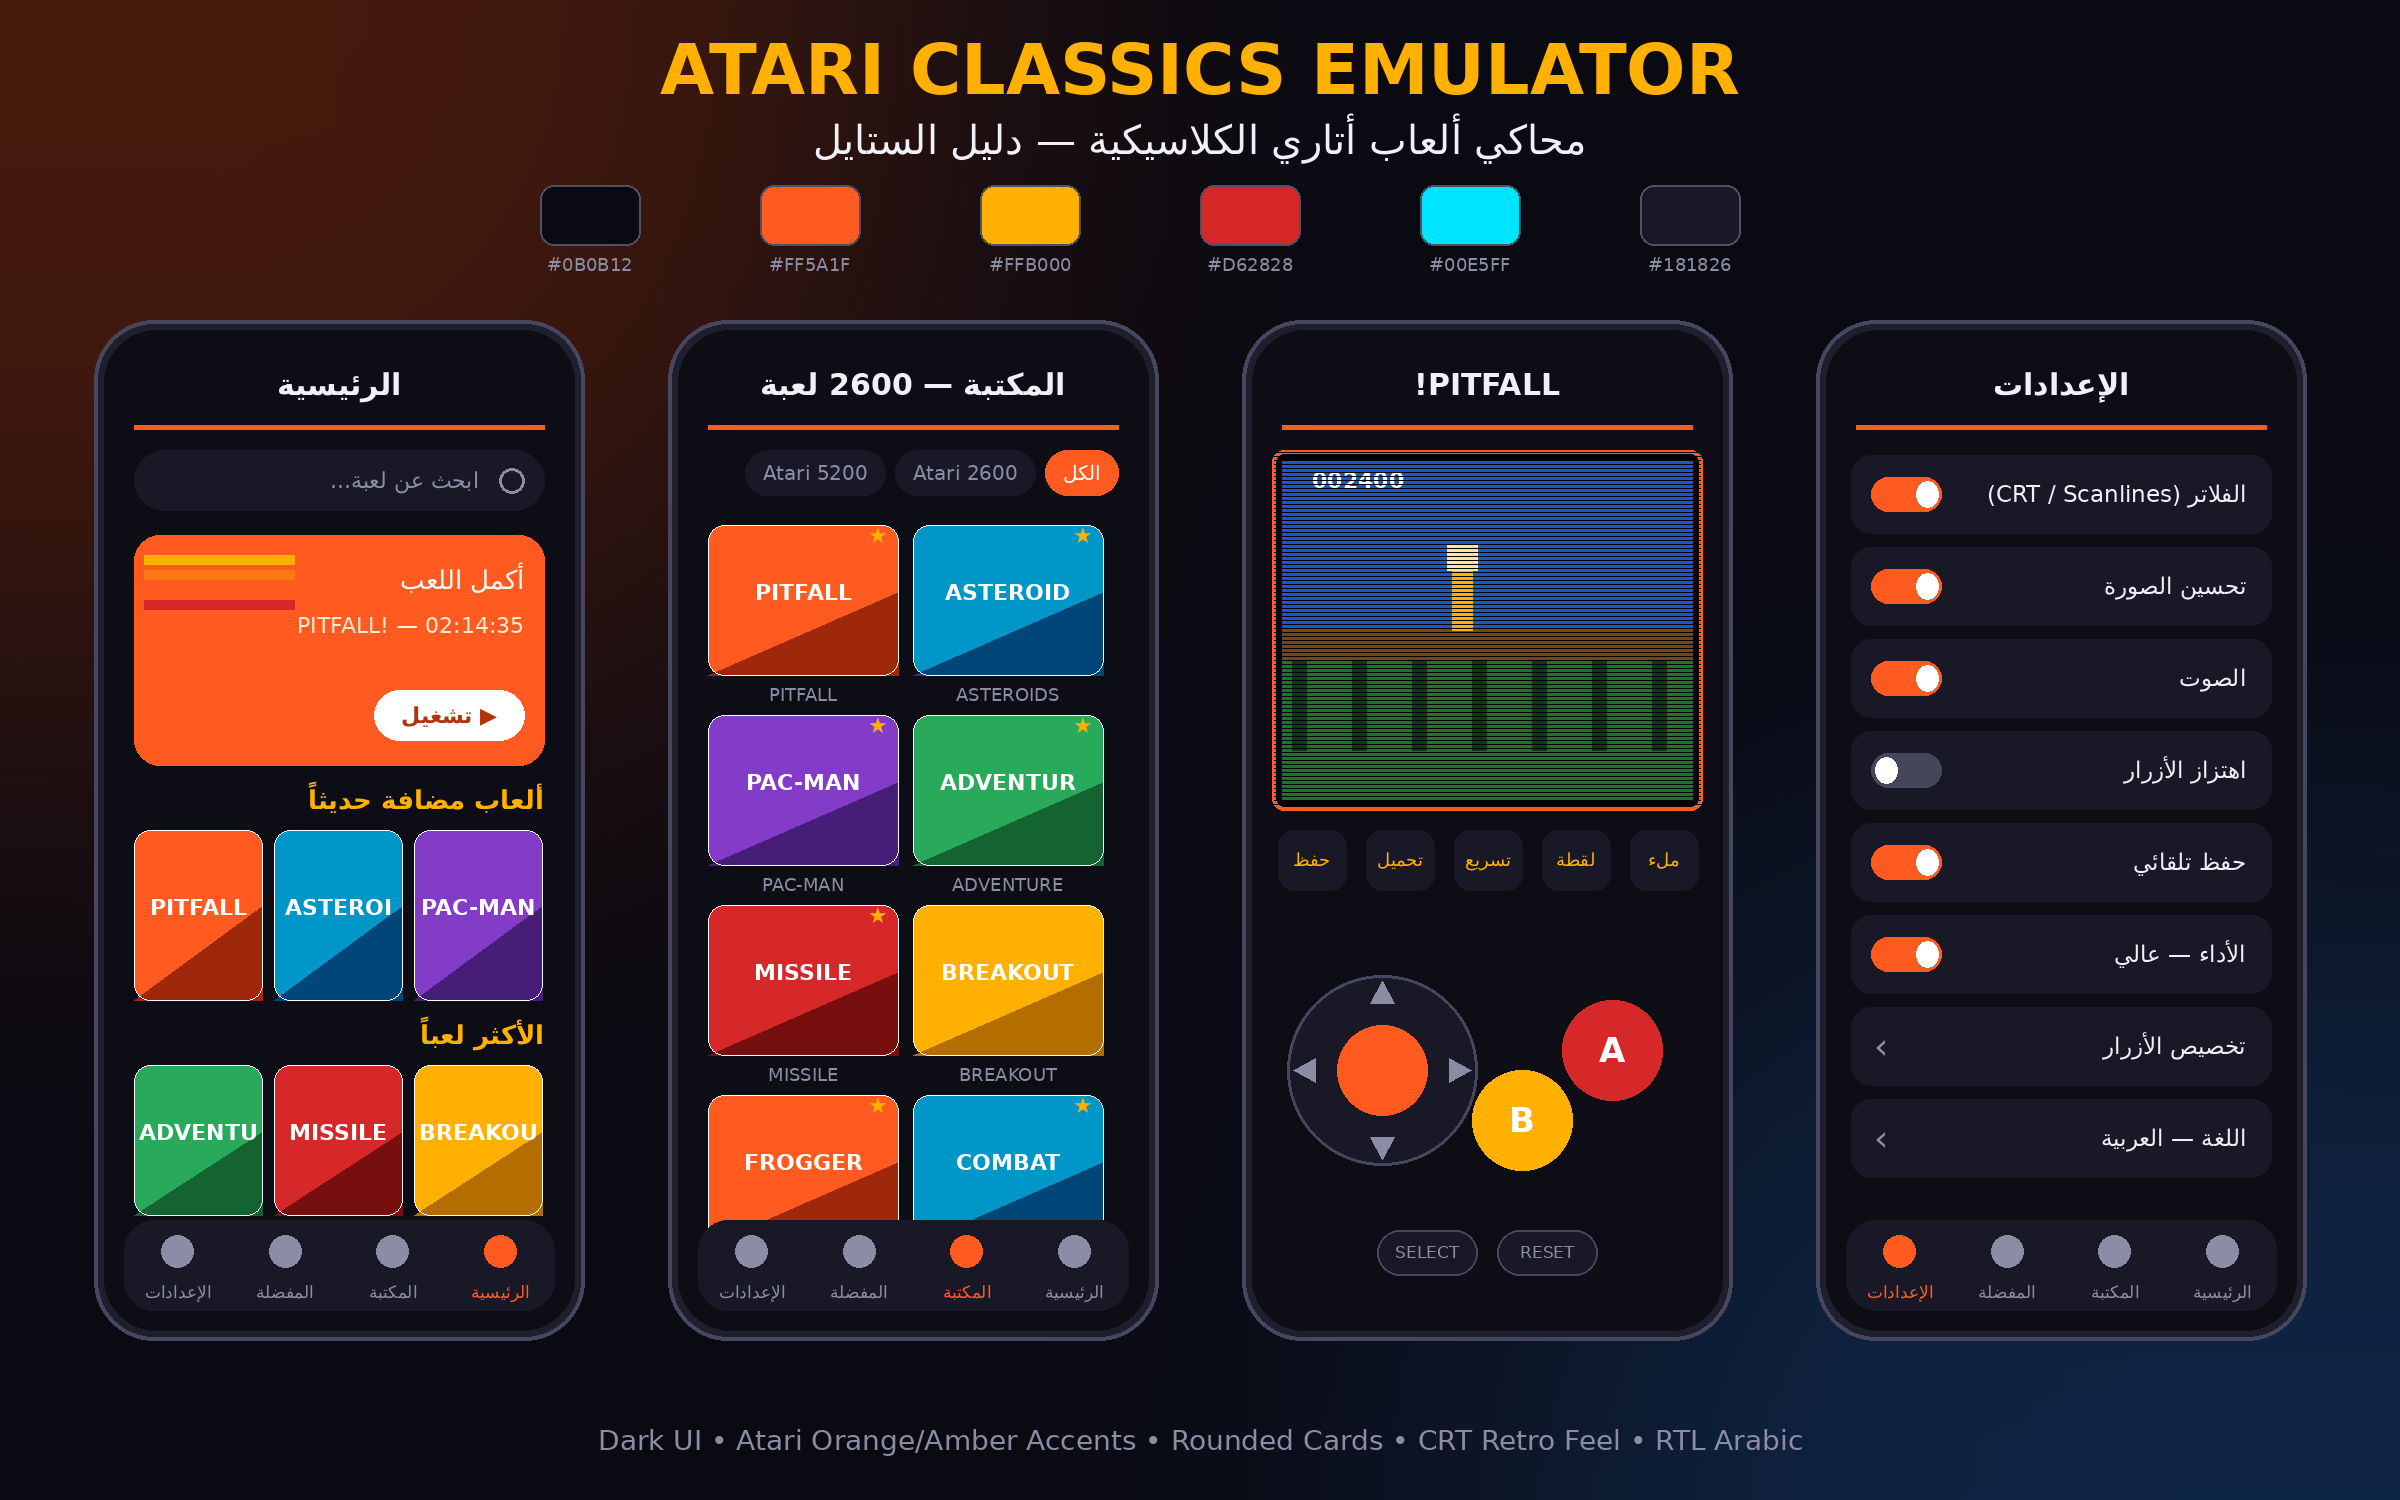 ATARI CLASSICS EMULATOR
محاكي ألعاب أتاري الكلاسيكية — دليل الستايل
#0B0B12
#FF5A1F
#FFB000
#D62828
#00E5FF
#181826
الرئيسية
ابحث عن لعبة...
أكمل اللعب
PITFALL! — 02:14:35
▶ تشغيل
ألعاب مضافة حديثاً
PITFALL
ASTEROI
PAC-MAN
الأكثر لعباً
ADVENTU
MISSILE
BREAKOU
الرئيسية
المكتبة
المفضلة
الإعدادات
المكتبة — 2600 لعبة
الكل
Atari 2600
Atari 5200
PITFALL
ASTEROID
PITFALL
ASTEROIDS
PAC-MAN
ADVENTUR
PAC-MAN
ADVENTURE
MISSILE
BREAKOUT
MISSILE
BREAKOUT
FROGGER
COMBAT
الرئيسية
المكتبة
المفضلة
الإعدادات
!PITFALL
002400
حفظ
تحميل
تسريع
لقطة
ملء
A
B
SELECT
RESET
الإعدادات
الفلاتر (CRT / Scanlines)
تحسين الصورة
الصوت
اهتزاز الأزرار
حفظ تلقائي
الأداء — عالي
تخصيص الأزرار
اللغة — العربية
الرئيسية
المكتبة
المفضلة
الإعدادات
Dark UI • Atari Orange/Amber Accents • Rounded Cards • CRT Retro Feel • RTL Arabic